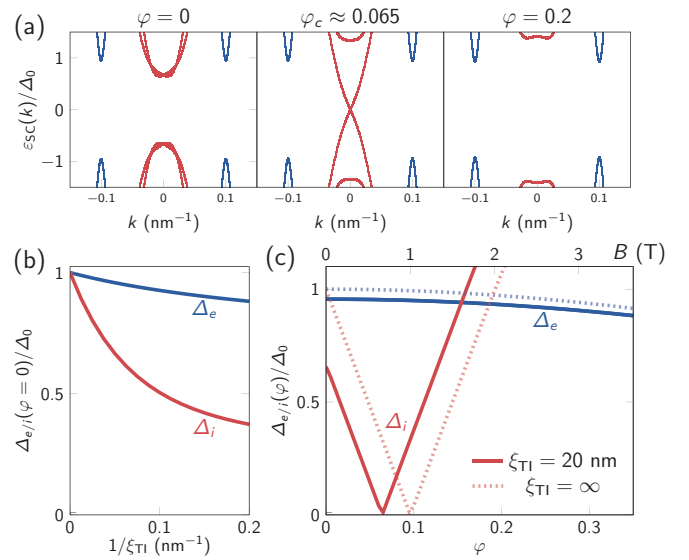 (a)
φ = 0
φc ≈ 0.065
φ = 0.2
εSC(k)/Δ0
1
0
−1
−0.1 0 0.1
−0.1 0 0.1
−0.1 0 0.1
k (nm⁻¹)
k (nm⁻¹)
k (nm⁻¹)
(b)
Δe/i(φ = 0)/Δ0
1
0.5
0
Δe
Δi
0 0.1 0.2
1/ξTI (nm⁻¹)
(c)
0 1 2 3 B (T)
Δe/i(φ)/Δ0
1
0.5
0
Δe
Δi
ξTI = 20 nm
ξTI = ∞
0 0.1 0.2 0.3
φ